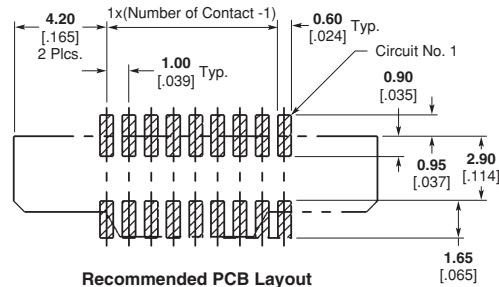 1x(Number of Contact -1)
4.20
[.165]
2 Plcs.
0.60
[.024]
Typ.
Circuit No. 1
1.00
[.039]
Typ.
0.90
[.035]
0.95
[.037]
2.90
[.114]
1.65
[.065]
Recommended PCB Layout